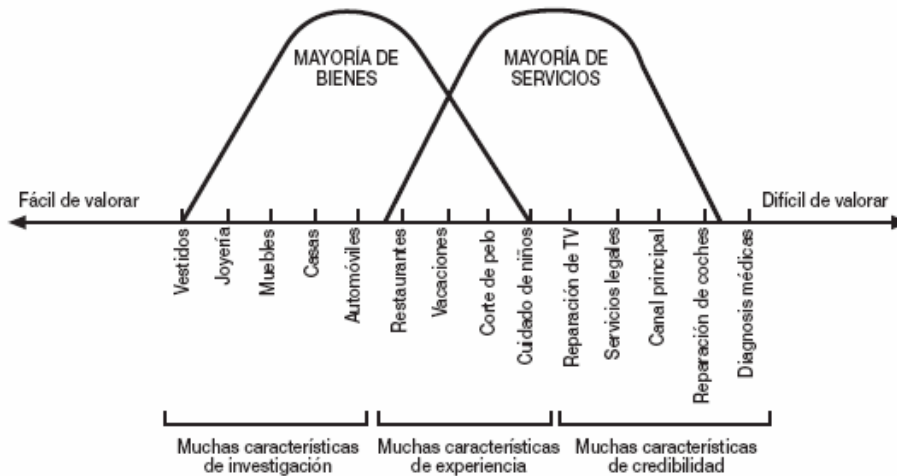 MAYORÍA DE
BIENES
MAYORÍA DE
SERVICIOS
Fácil de valorar
Difícil de valorar
Vestidos
Joyería
Muebles
Casas
Automóviles
Restaurantes
Vacaciones
Corte de pelo
Cuidado de niños
Reparación de TV
Servicios legales
Canal principal
Reparación de coches
Diagnosis médicas
Muchas características
de investigación
Muchas características
de experiencia
Muchas características
de credibilidad